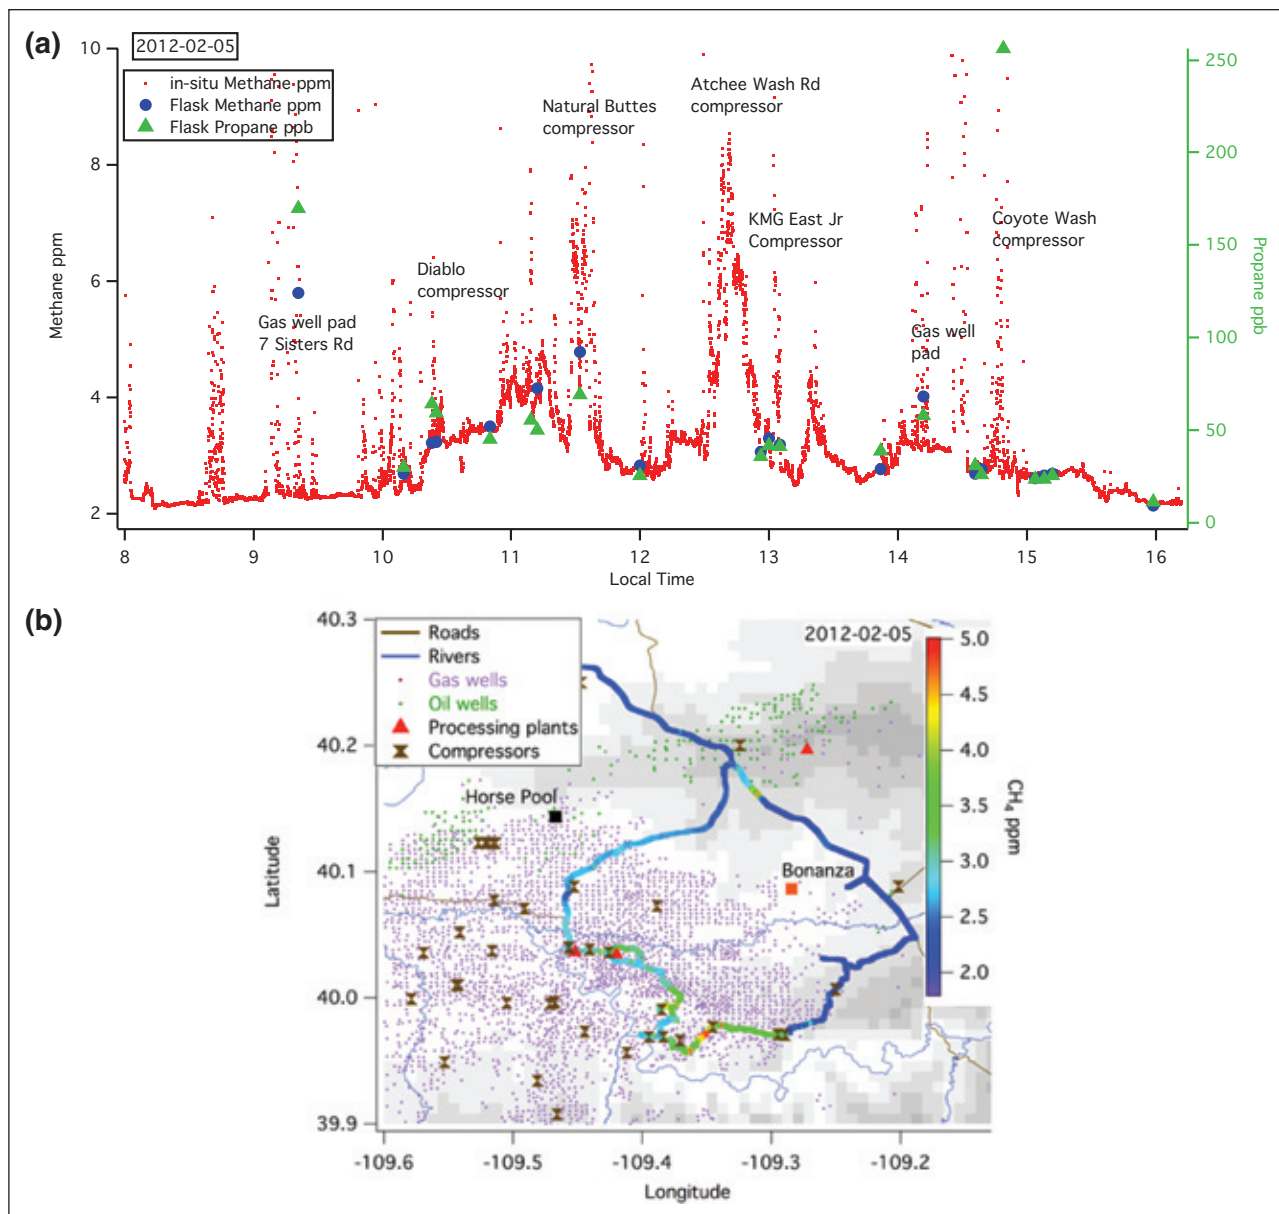 (a)
2012-02-05
in-situ Methane ppm
Flask Methane ppm
Flask Propane ppb
Natural Buttes
compressor
Atchee Wash Rd
compressor
Diablo
compressor
Gas well pad
7 Sisters Rd
KMG East Jr
Compressor
Coyote Wash
compressor
Gas well
pad
Methane ppm
10
8
6
4
2
Propane ppb
250
200
150
100
50
0
8 9 10 11 12 13 14 15 16
Local Time
(b)
2012-02-05
Roads
Rivers
Gas wells
Oil wells
Processing plants
Compressors
Horse Pool
Bonanza
Latitude
40.3
40.2
40.1
40.0
39.9
-109.6 -109.5 -109.4 -109.3 -109.2
Longitude
5.0
4.5
4.0
3.5
3.0
2.5
2.0
CH₄ ppm